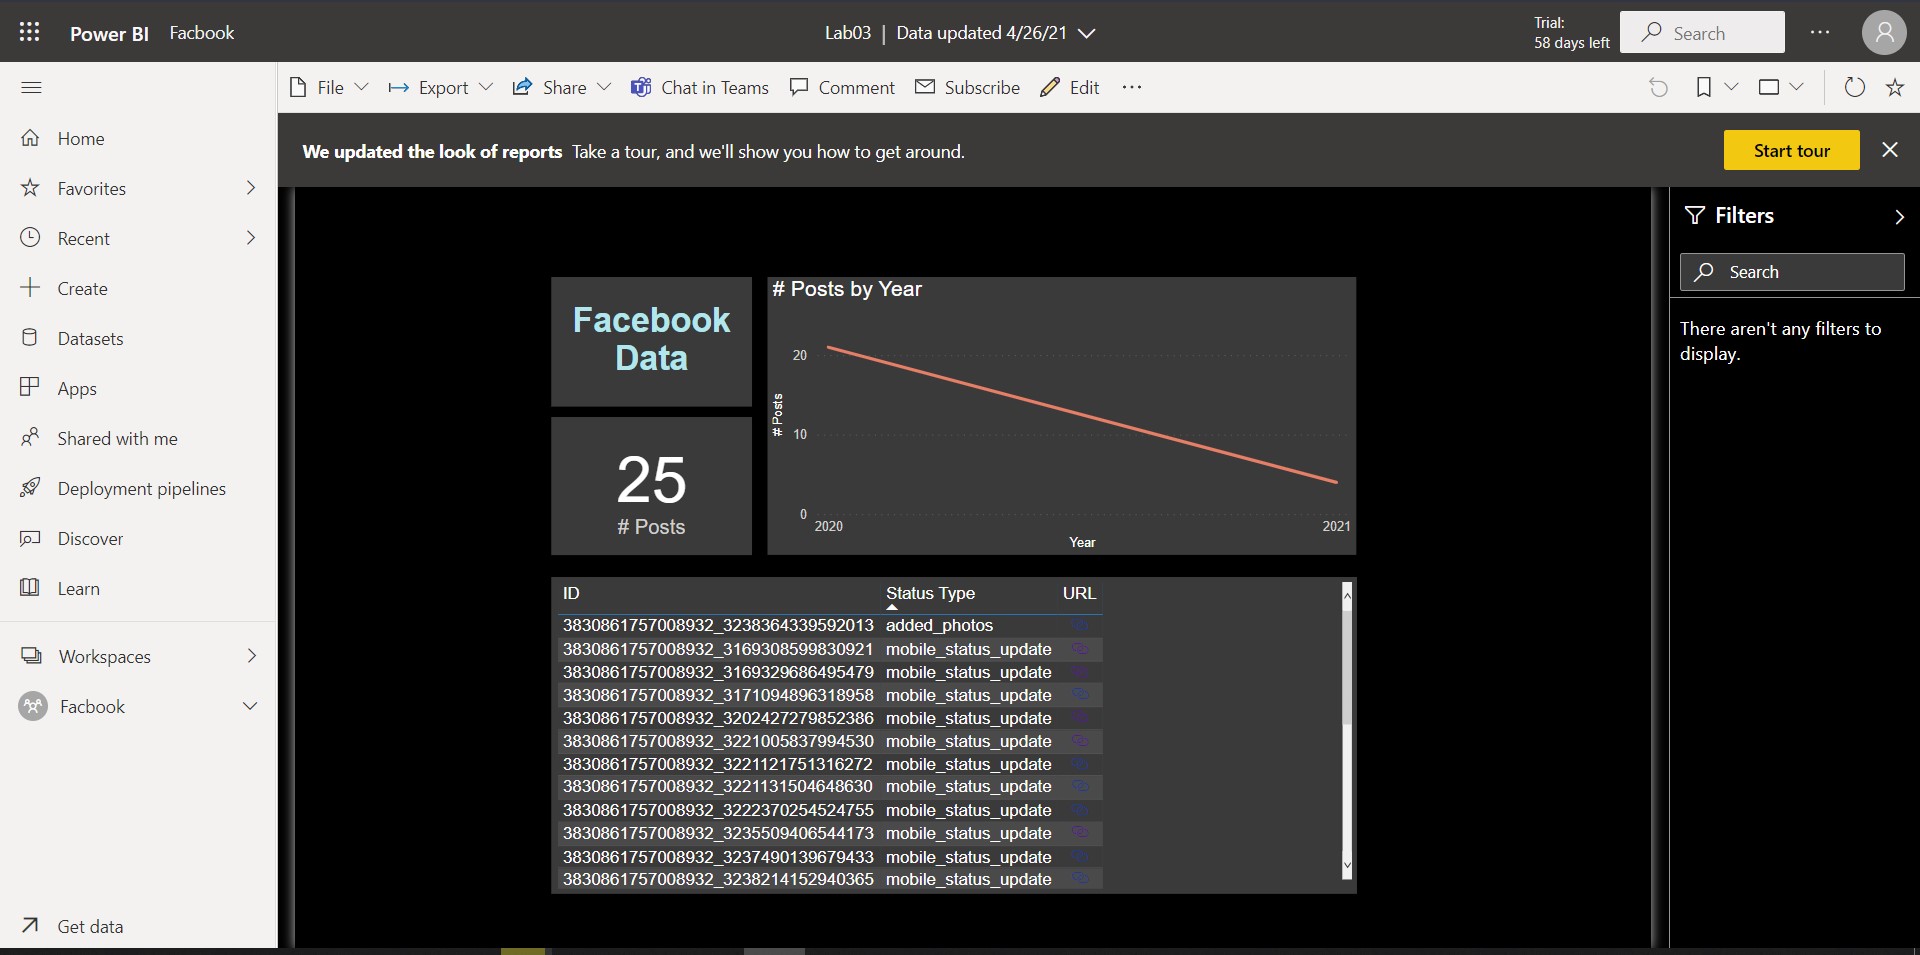 Power BI Facbook
Lab03 | Data updated 4/26/21
Trial:
58 days left
Search
File
Export
Share
Chat in Teams
Comment
Subscribe
Edit
Home
Favorites
Recent
Create
Datasets
Apps
Shared with me
Deployment pipelines
Discover
Learn
Workspaces
Facbook
Get data
We updated the look of reports Take a tour, and we'll show you how to get around.
Start tour
Facebook
Data
25
# Posts
# Posts by Year
# Posts
20
10
0
2020
2021
Year
ID Status Type URL
3830861757008932_3238364339592013 added_photos
3830861757008932_3169308599830921 mobile_status_update
3830861757008932_3169329686495479 mobile_status_update
3830861757008932_3171094896318958 mobile_status_update
3830861757008932_3202427279852386 mobile_status_update
3830861757008932_3221005837994530 mobile_status_update
3830861757008932_3221121751316272 mobile_status_update
3830861757008932_3221131504648630 mobile_status_update
3830861757008932_3222370254524755 mobile_status_update
3830861757008932_3235509406544173 mobile_status_update
3830861757008932_3237490139679433 mobile_status_update
3830861757008932_3238214152940365 mobile_status_update
Filters
Search
There aren't any filters to
display.